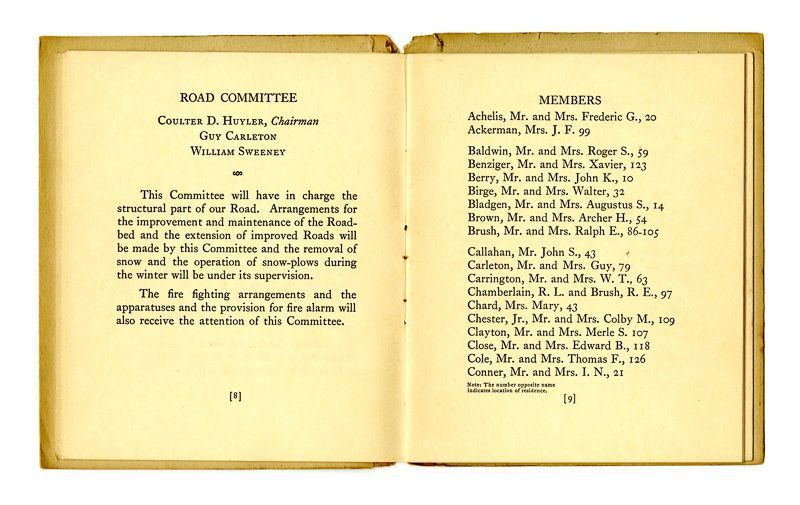 ROAD COMMITTEE
Coulter D. Huyler, Chairman
Guy Carleton
William Sweeney
This Committee will have in charge the
structural part of our Road. Arrangements for
the improvement and maintenance of the Road-
bed and the extension of improved Roads will
be made by this Committee and the removal of
snow and the operation of snow-plows during
the winter will be under its supervision.
The fire fighting arrangements and the
apparatuses and the provision for fire alarm will
also receive the attention of this Committee.
[8]
MEMBERS
Achelis, Mr. and Mrs. Frederic G., 20
Ackerman, Mrs. J. F. 99
Baldwin, Mr. and Mrs. Roger S., 59
Benziger, Mr. and Mrs. Xavier, 123
Berry, Mr. and Mrs. John K., 10
Birge, Mr. and Mrs. Walter, 32
Bladgen, Mr. and Mrs. Augustus S., 14
Brown, Mr. and Mrs. Archer H., 54
Brush, Mr. and Mrs. Ralph E., 86-105
Callahan, Mr. John S., 43
Carleton, Mr. and Mrs. Guy, 79
Carrington, Mr. and Mrs. W. T., 63
Chamberlain, R. L. and Brush, R. E., 97
Chard, Mrs. Mary, 43
Chester, Jr., Mr. and Mrs. Colby M., 109
Clayton, Mr. and Mrs. Merle S. 107
Close, Mr. and Mrs. Edward B., 118
Cole, Mr. and Mrs. Thomas F., 126
Conner, Mr. and Mrs. I. N., 21
Note: The number opposite name
indicates location of residence.
[9]